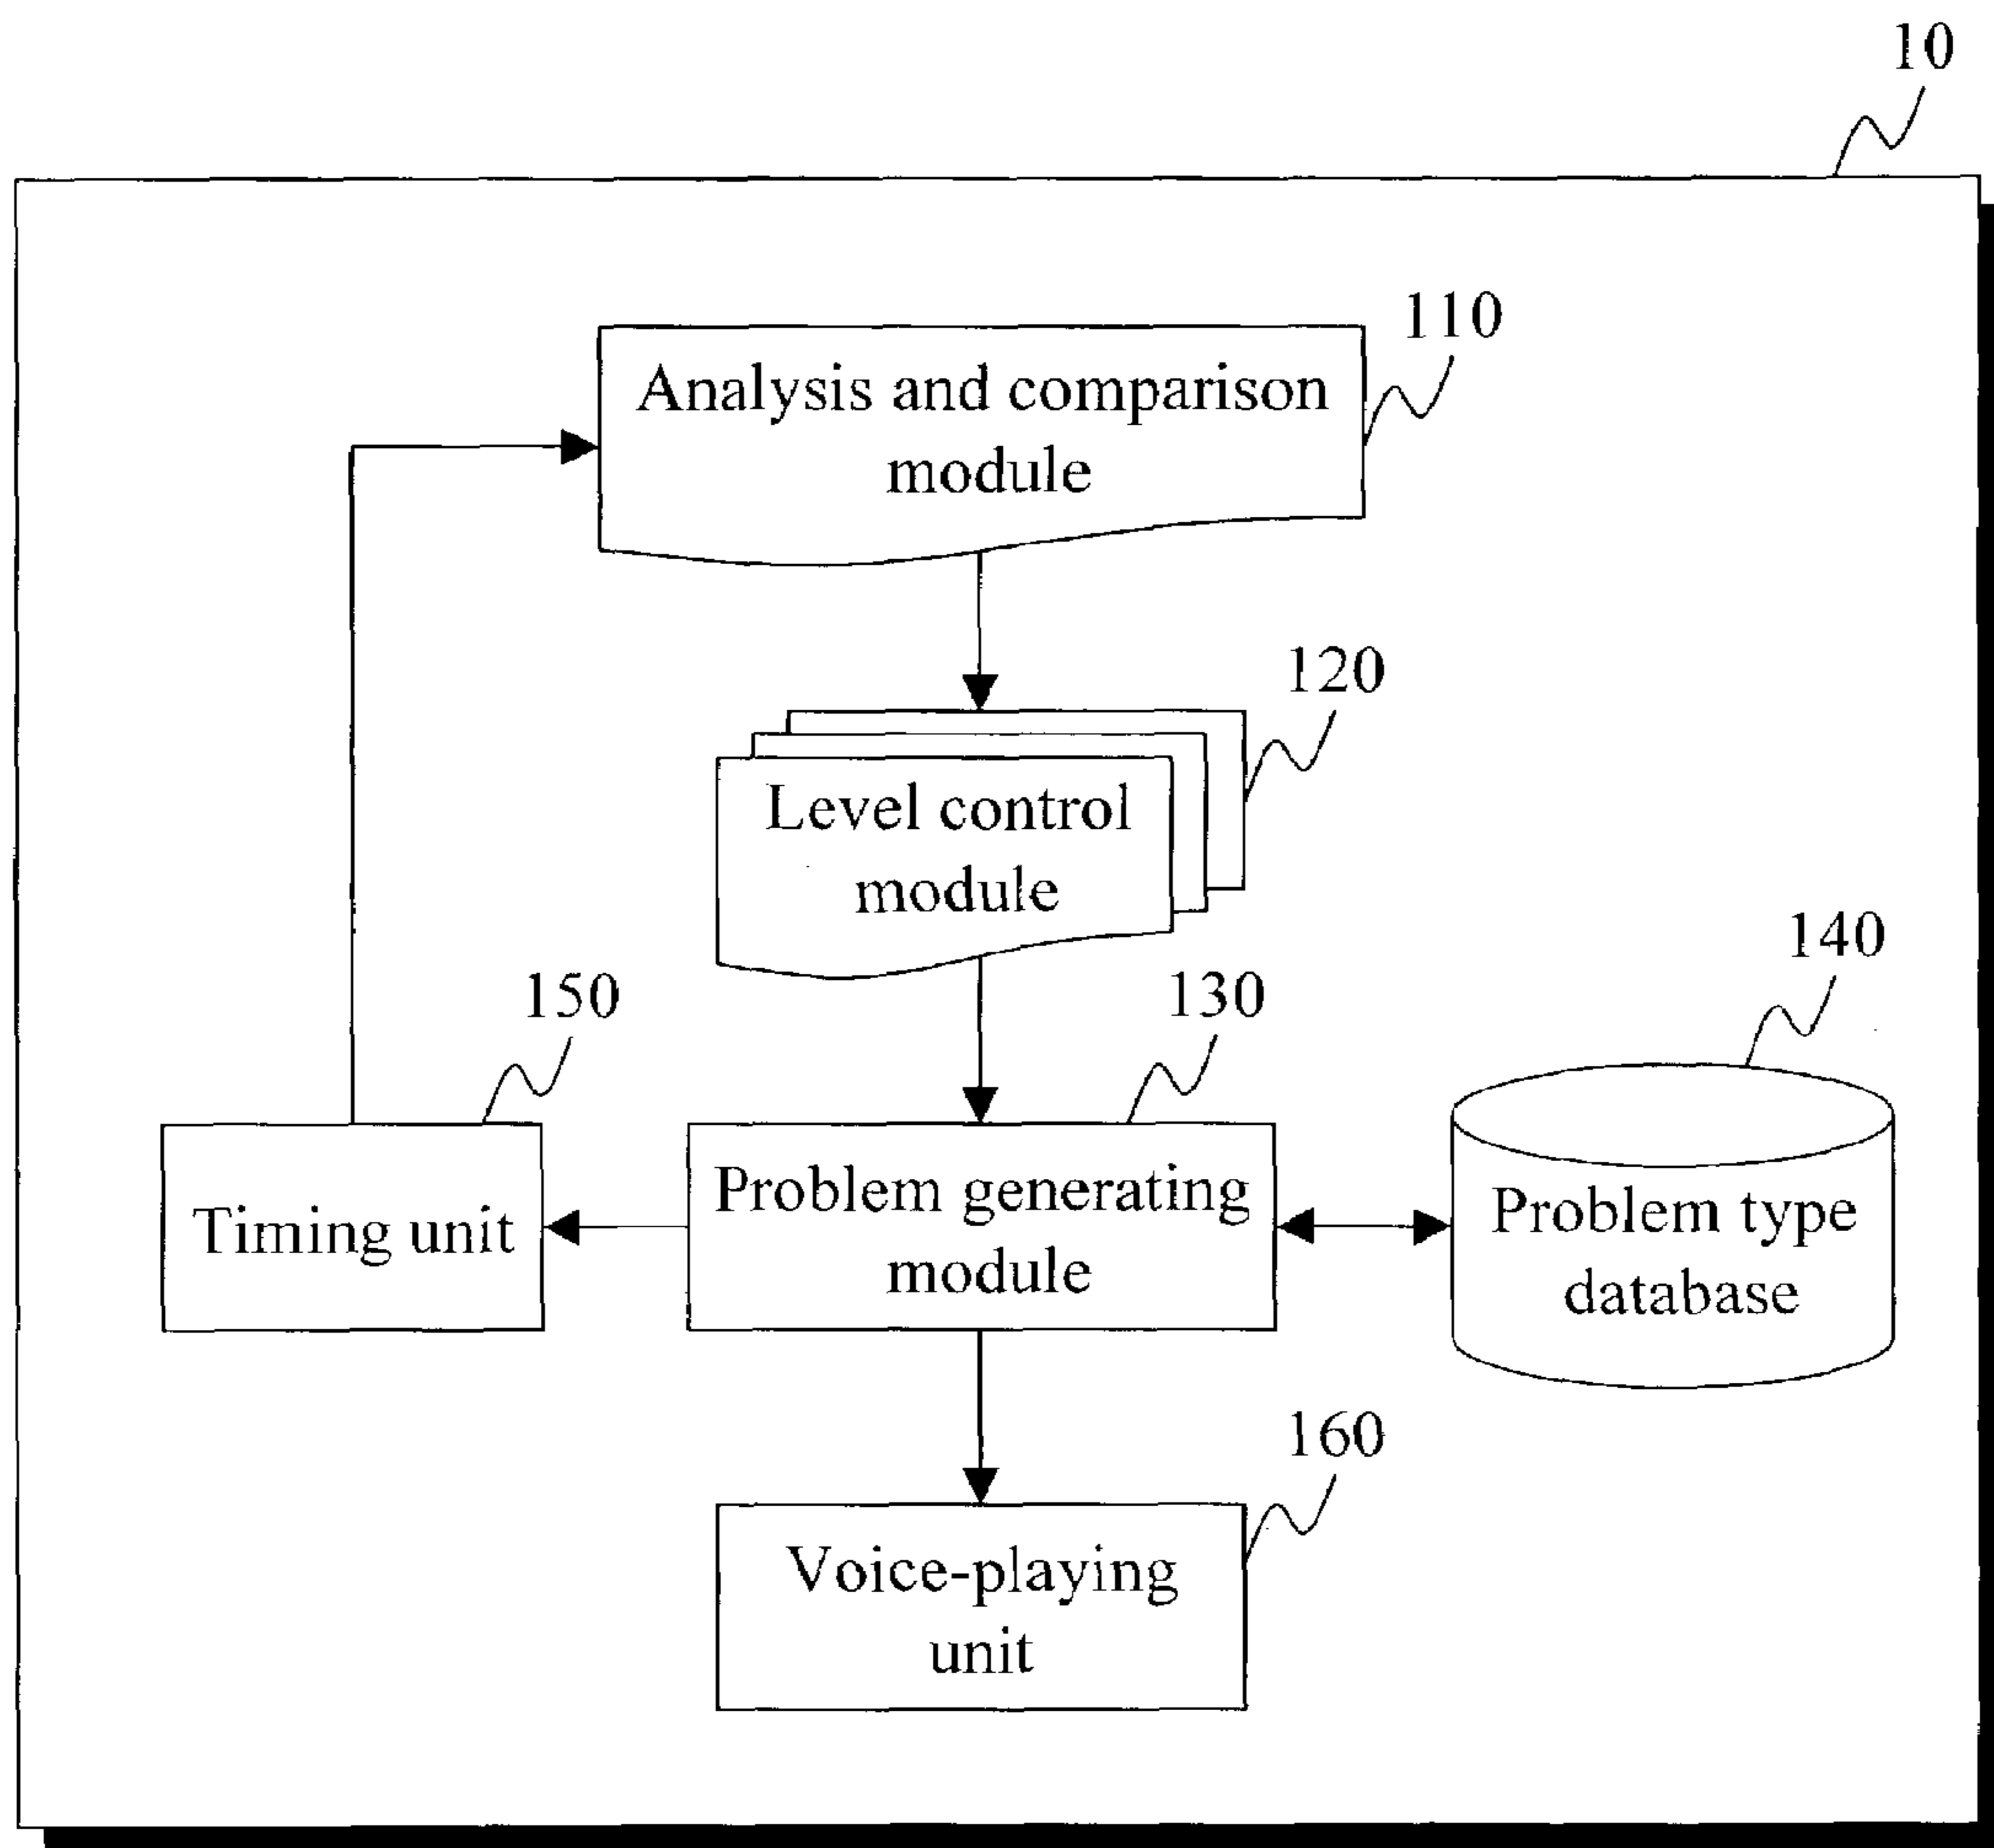 10
110
Analysis and comparison
module
120
Level control
module
140
150
130
Timing unit
Problem generating
module
Problem type
database
160
Voice-playing
unit